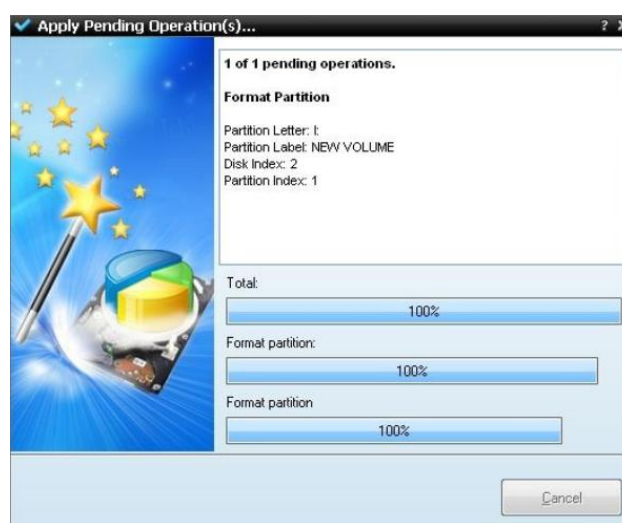 Apply Pending Operation(s)...
? X
1 of 1 pending operations.
Format Partition
Partition Letter: I:
Partition Label: NEW VOLUME
Disk Index: 2
Partition Index: 1
Total:
100%
Format partition:
100%
Format partition
100%
Cancel